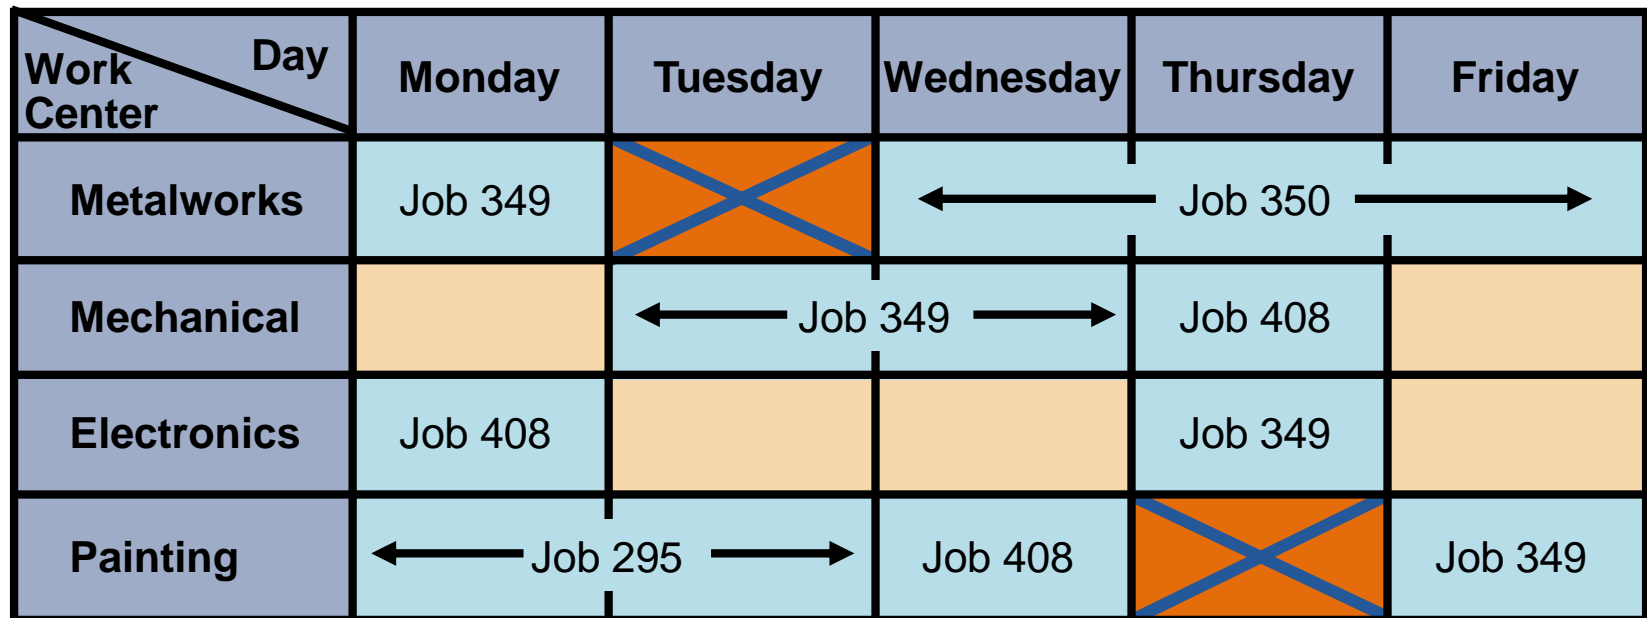 Day
Work
Center
Monday
Tuesday
Wednesday
Thursday
Friday
Metalworks
Job 349
Job 350
Mechanical
Job 349
Job 408
Electronics
Job 408
Job 349
Painting
Job 295
Job 408
Job 349